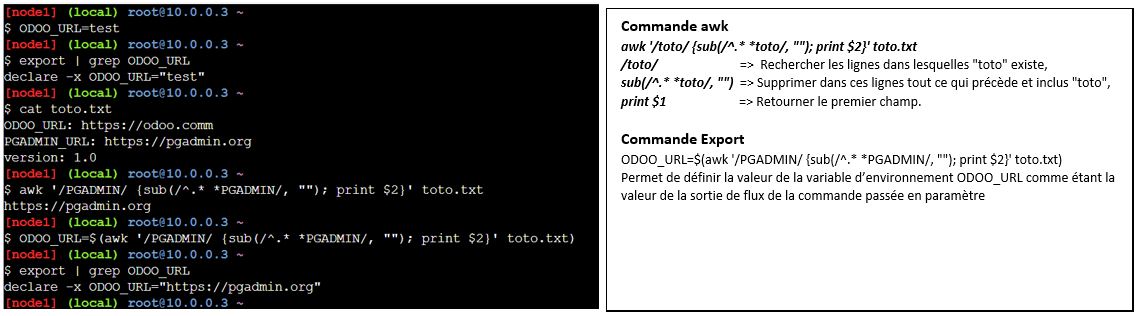 [node1] (local) root@10.0.0.3 ~
$ ODOO_URL=test
[node1] (local) root@10.0.0.3 ~
$ export | grep ODOO_URL
declare -x ODOO_URL="test"
[node1] (local) root@10.0.0.3 ~
$ cat toto.txt
ODOO_URL: https://odoo.comm
PGADMIN_URL: https://pgadmin.org
version: 1.0
[node1] (local) root@10.0.0.3 ~
$ awk '/PGADMIN/ {sub(/^.* *PGADMIN/, ""); print $2}' toto.txt
https://pgadmin.org
[node1] (local) root@10.0.0.3 ~
$ ODOO_URL=$(awk '/PGADMIN/ {sub(/^.* *PGADMIN/, ""); print $2}' toto.txt)
[node1] (local) root@10.0.0.3 ~
$ export | grep ODOO_URL
declare -x ODOO_URL="https://pgadmin.org"
[node1] (local) root@10.0.0.3 ~
Commande awk
awk '/toto/ {sub(/^.* *toto/, ""); print $2}' toto.txt
/toto/ => Rechercher les lignes dans lesquelles "toto" existe,
sub(/^.* *toto/, "") => Supprimer dans ces lignes tout ce qui précède et inclus "toto",
print $1 => Retourner le premier champ.
Commande Export
ODOO_URL=$(awk '/PGADMIN/ {sub(/^.* *PGADMIN/, ""); print $2}' toto.txt)
Permet de définir la valeur de la variable d’environnement ODOO_URL comme étant la
valeur de la sortie de flux de la commande passée en paramètre